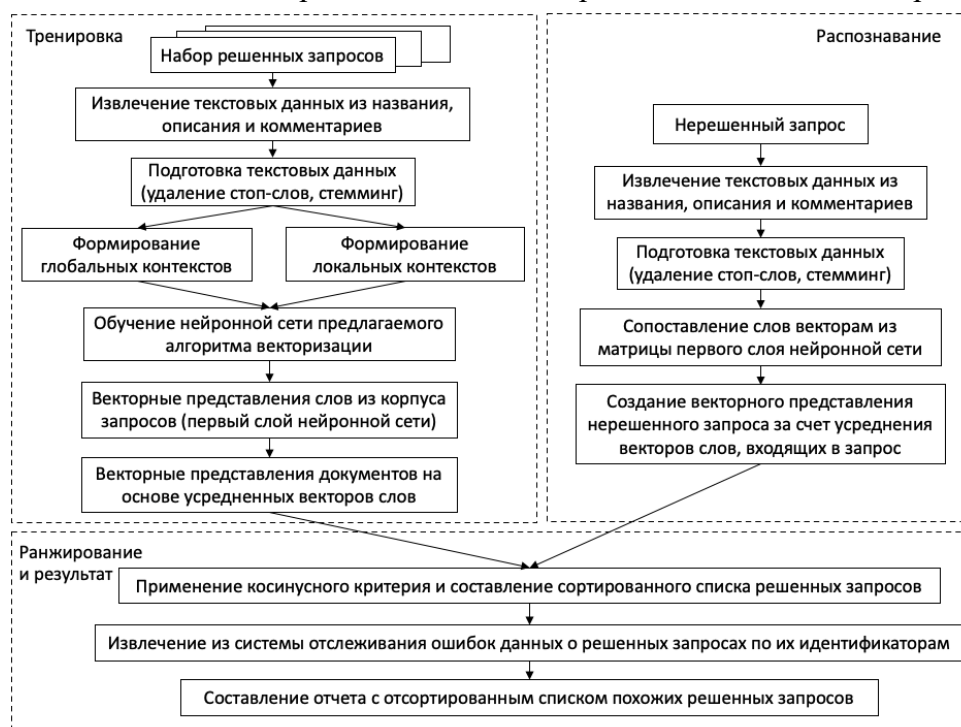 Тренировка
Набор решенных запросов
Извлечение текстовых данных из названия,
описания и комментариев
Подготовка текстовых данных
(удаление стоп-слов, стемминг)
Формирование
глобальных контекстов
Формирование
локальных контекстов
Обучение нейронной сети предлагаемого
алгоритма векторизации
Векторные представления слов из корпуса
запросов (первый слой нейронной сети)
Векторные представления документов на
основе усредненных векторов слов
Распознавание
Нерешенный запрос
Извлечение текстовых данных из
названия, описания и комментариев
Подготовка текстовых данных
(удаление стоп-слов, стемминг)
Сопоставление слов векторам из
матрицы первого слоя нейронной сети
Создание векторного представления
нерешенного запроса за счет усреднения
векторов слов, входящих в запрос
Ранжирование
и результат
Применение косинусного критерия и составление сортированного списка решенных запросов
Извлечение из системы отслеживания ошибок данных о решенных запросах по их идентификаторам
Составление отчета с отсортированным списком похожих решенных запросов